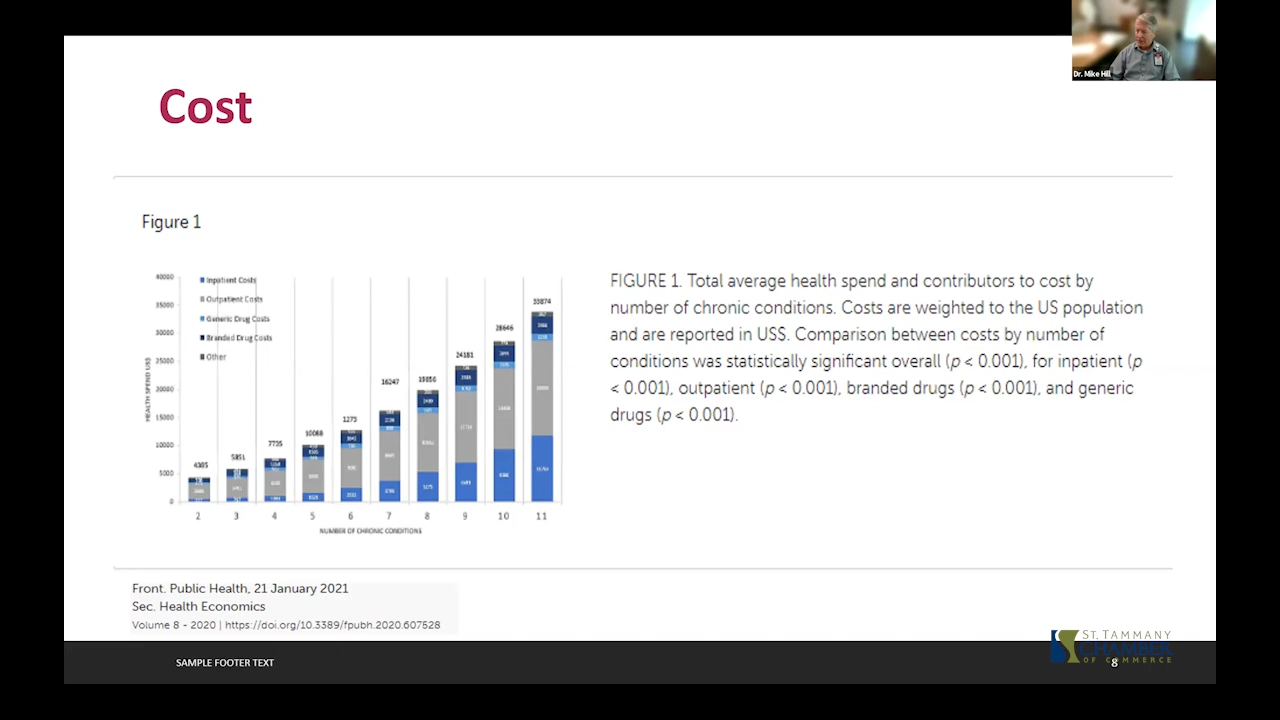 Dr. Mike Hill
Cost
Figure 1
40000
35000
30000
25000
20000
15000
10000
5000
0
HEALTH SPEND US$
Inpatient Costs
Outpatient Costs
Generic Drug Costs
Branded Drug Costs
Other
4385
5851
7735
10088
1273
16247
19856
24181
28646
33874
2 3 4 5 6 7 8 9 10 11
NUMBER OF CHRONIC CONDITIONS
FIGURE 1. Total average health spend and contributors to cost by
number of chronic conditions. Costs are weighted to the US population
and are reported in USS. Comparison between costs by number of
conditions was statistically significant overall (p < 0.001), for inpatient (p
< 0.001), outpatient (p < 0.001), branded drugs (p < 0.001), and generic
drugs (p < 0.001).
Front. Public Health, 21 January 2021
Sec. Health Economics
Volume 8 - 2020 | https://doi.org/10.3389/fpubh.2020.607528
SAMPLE FOOTER TEXT
ST. TAMMANY
CHAMBER
OF COMMERCE
8